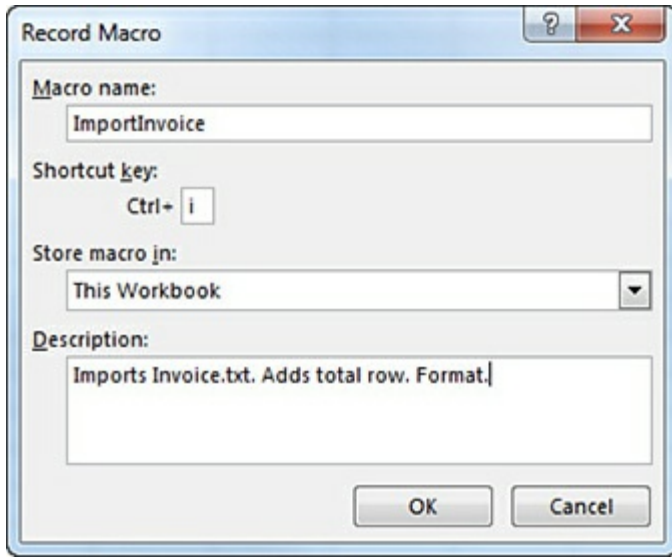 Record Macro
?
Macro name:
ImportInvoice
Shortcut key:
Ctrl+ i
Store macro in:
This Workbook
Description:
Imports Invoice.txt. Adds total row. Format.
OK Cancel